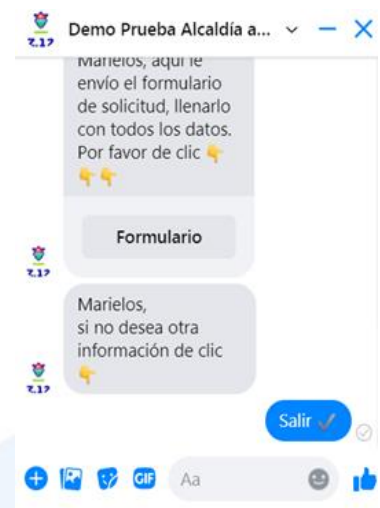 Demo Prueba Alcaldía a...
Marielos, aquí le
envío el formulario
de solicitud, llenarlo
con todos los datos.
Por favor de clic 👇
👇👇
Formulario
Marielos,
si no desea otra
información de clic
👇
Salir ✓
GIF
Aa